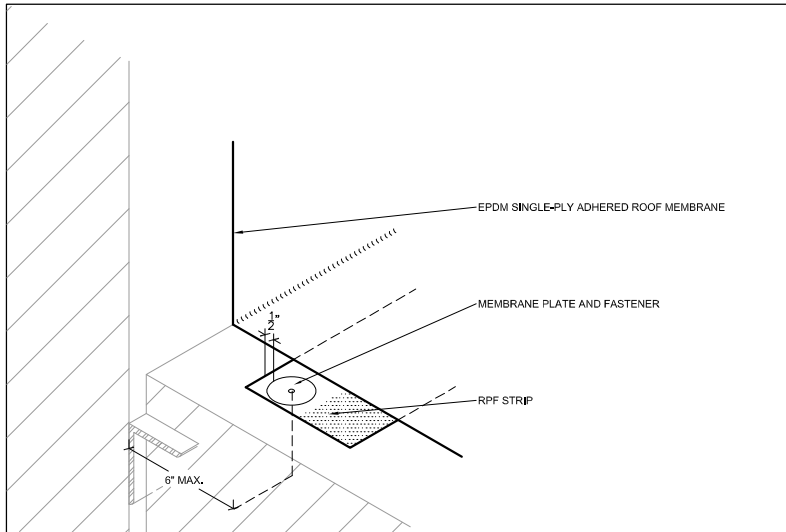 EPDM SINGLE-PLY ADHERED ROOF MEMBRANE
1/2"
MEMBRANE PLATE AND FASTENER
RPF STRIP
6" MAX.